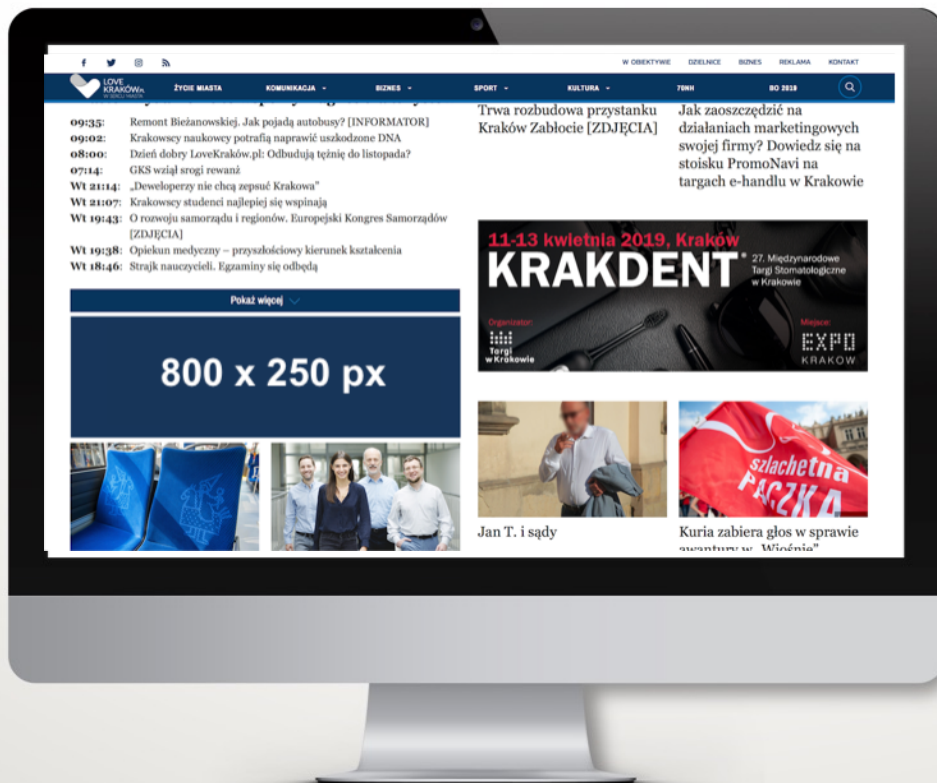 W OBIEKTYWIE DZIELNICE BIZNES REKLAMA KONTAKT
LOVE
KRAKÓW.PL
W SERCU MIASTA
ŻYCIE MIASTA KOMUNIKACJA BIZNES SPORT KULTURA 78NH BO 2019
09:35: Remont Bieżanowskiej. Jak pojadą autobusy? [INFORMATOR]
09:02: Krakowscy naukowcy potrafią naprawić uszkodzone DNA
08:00: Dzień dobry LoveKraków.pl: Odbudują tężnię do listopada?
07:14: GKS wziął srogi rewanż
Wt 21:14: „Deweloperzy nie chcą zepsuć Krakowa”
Wt 21:07: Krakowscy studenci najlepiej się wspinają
Wt 19:43: O rozwoju samorządu i regionów. Europejski Kongres Samorządów
[ZDJĘCIA]
Wt 19:38: Opiekun medyczny – przyszłościowy kierunek kształcenia
Wt 18:46: Strajk nauczycieli. Egzaminy się odbędą
Pokaż więcej
800 x 250 px
Trwa rozbudowa przystanku
Kraków Zabłocie [ZDJĘCIA]
Jak zaoszczędzić na
działaniach marketingowych
swojej firmy? Dowiedz się na
stoisku PromoNavi na
targach e-handlu w Krakowie
11-13 kwietnia 2019, Kraków
KRAKDENT®
27. Międzynarodowe
Targi Stomatologiczne
w Krakowie
Organizator:
Targi
w Krakowie
Miejsce:
EXPO
KRAKOW
szlachetna
PACZKA
Jan T. i sądy
Kuria zabiera głos w sprawie
awantury w „Wiośnie”